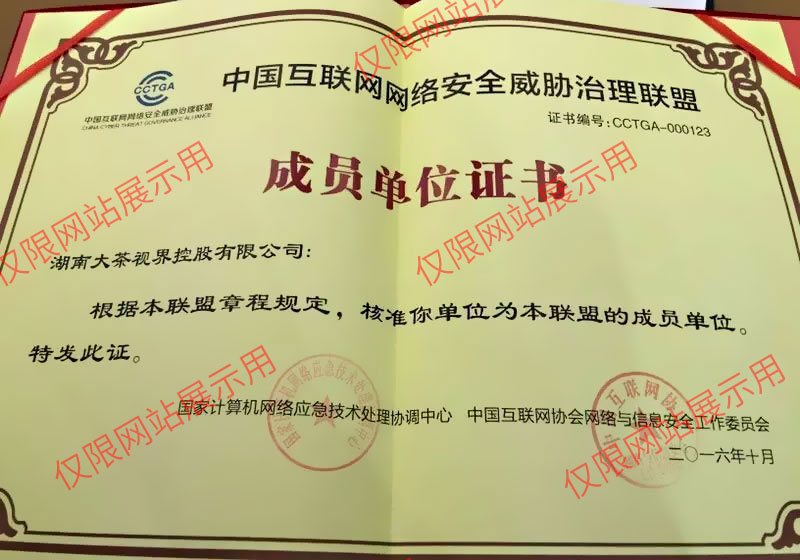 仅限网站展示用
CCTGA
中国互联网网络安全威胁治理联盟
CHINA CYBER THREAT GOVERNANCE ALLIANCE
中国互联网网络安全威胁治理联盟
证书编号:CCTGA-000123
成员单位证书
仅限网站展示用
仅限网站展示用
湖南大茶视界控股有限公司:
根据本联盟章程规定，核准你单位为本联盟的成员单位。
特发此证。
国家计算机网络应急技术处理协调中心 中国互联网协会网络与信息安全工作委员会
二〇一六年十月
仅限网站展示用
仅限网站展示用